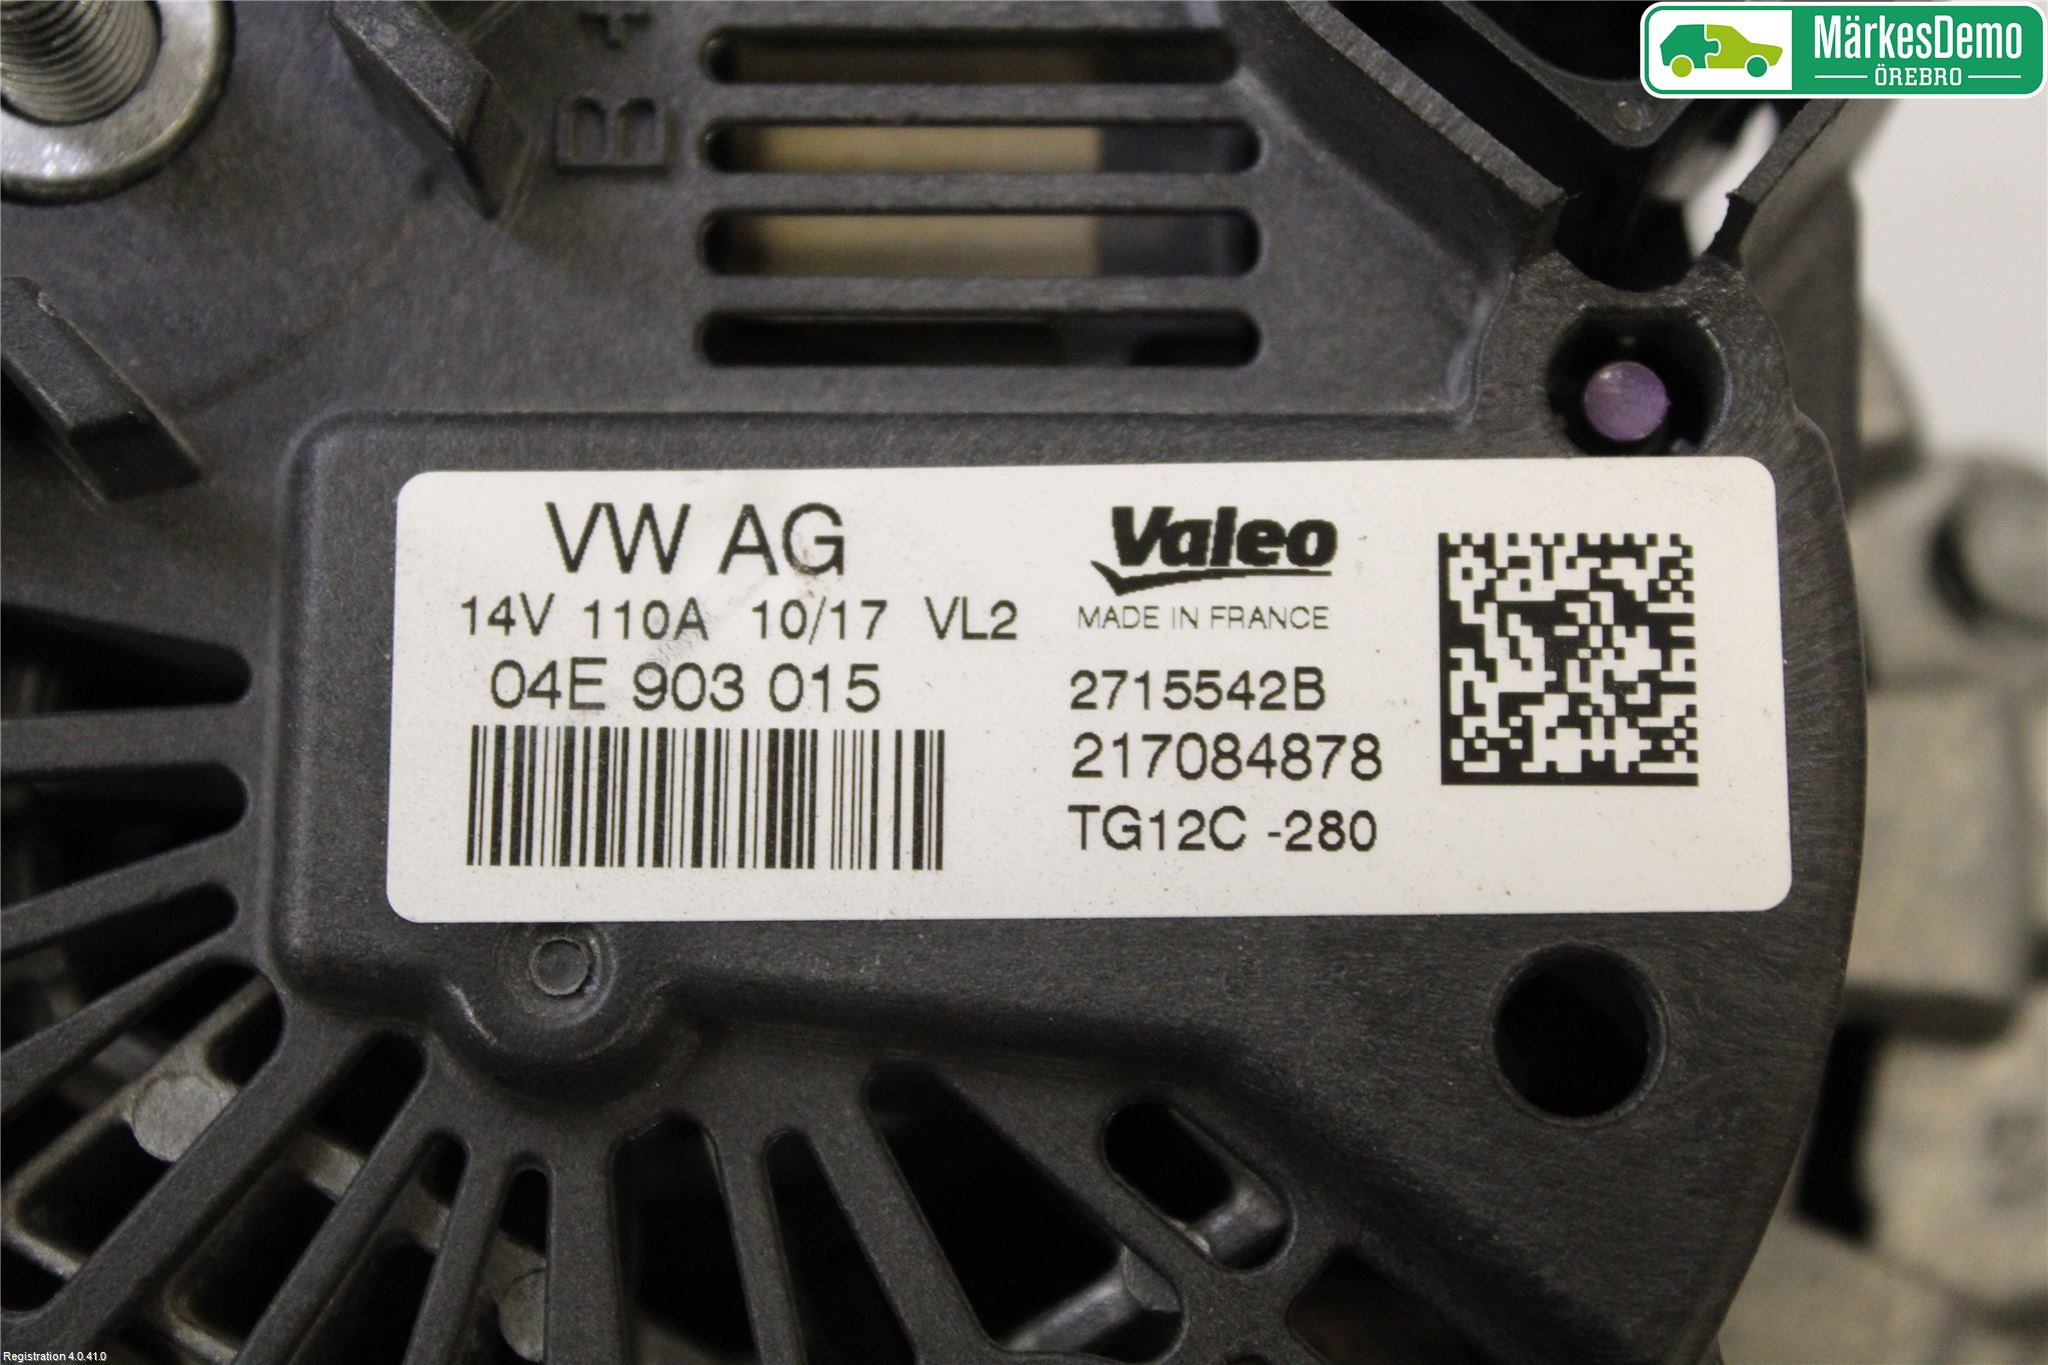 MärkesDemo
ÖREBRO
B+
VW AG
14V 110A 10/17 VL2
04E 903 015
Valeo
MADE IN FRANCE
2715542B
217084878
TG12C -280
Registration 4.0.41.0